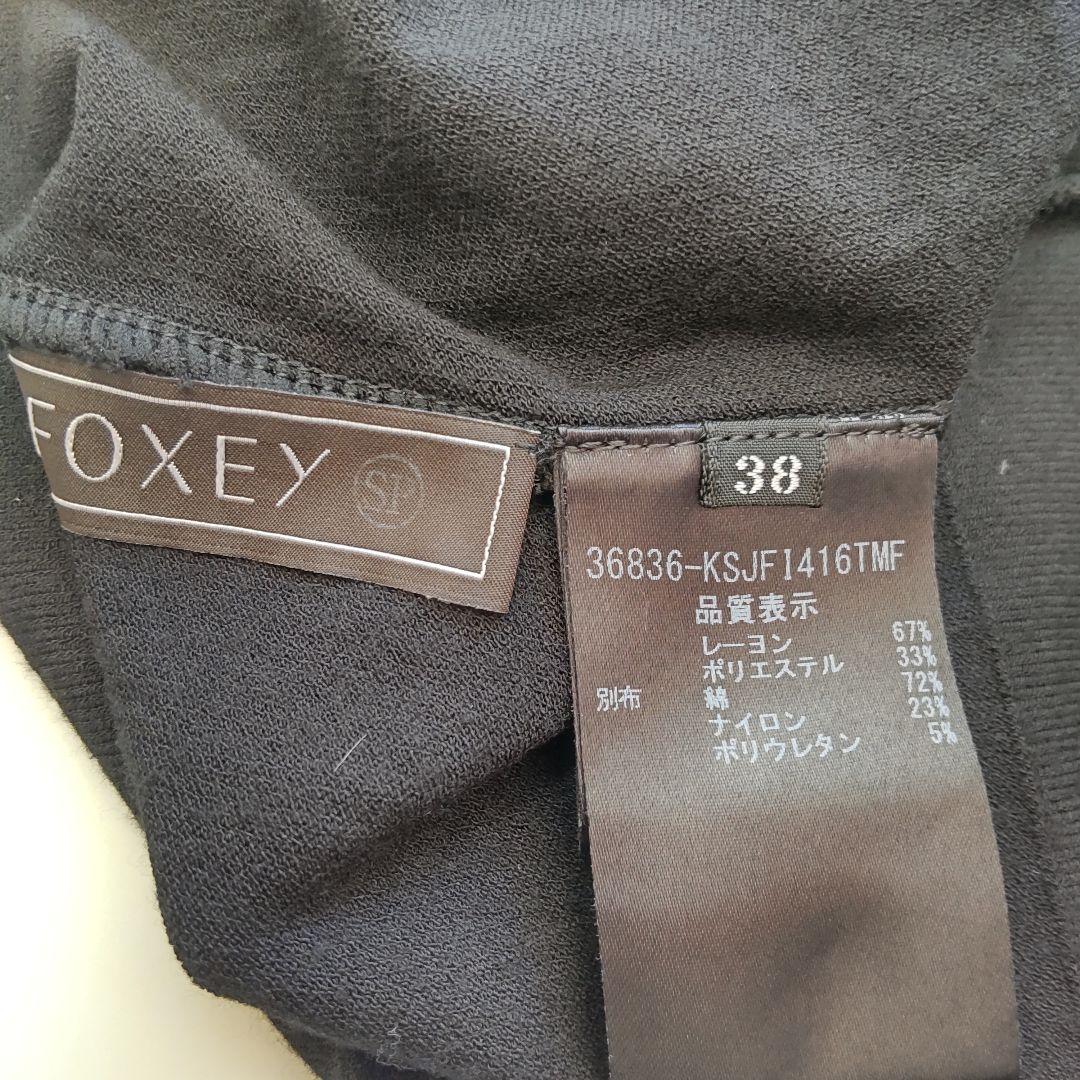 FOXEY SF
38
36836-KSJFI416TMF
品質表示
レーヨン 67%
ポリエステル 33%
別布 綿 72%
ナイロン 23%
ポリウレタン 5%